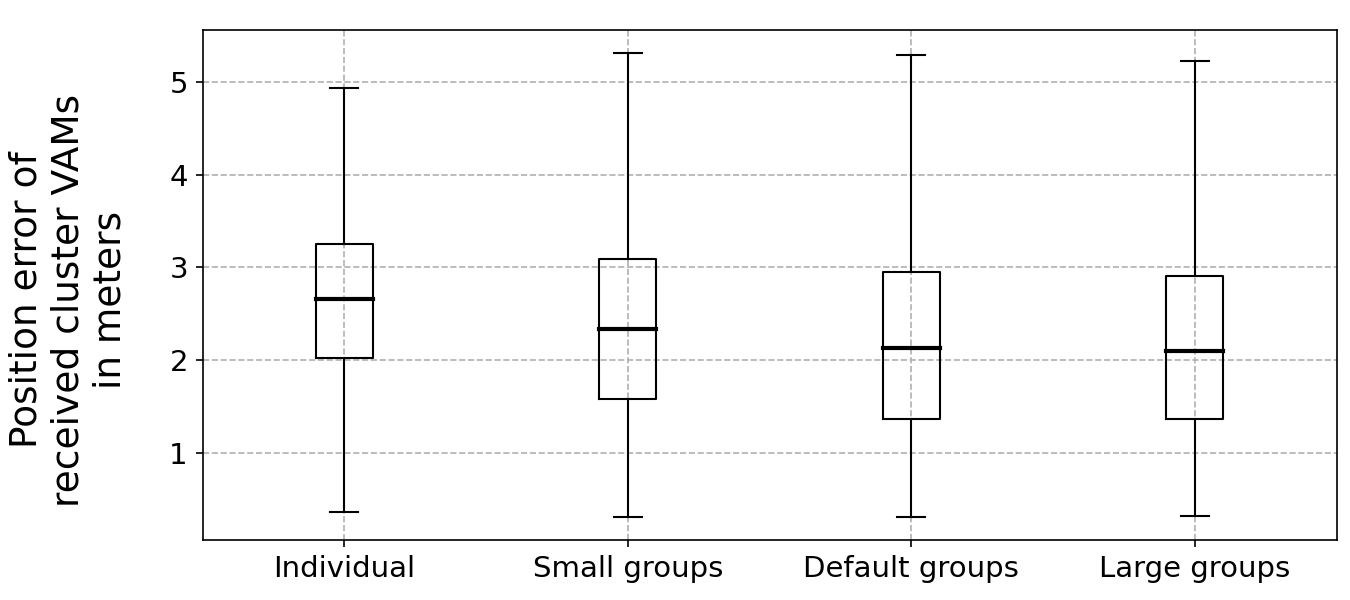 Position error of
received cluster VAMs
in meters
5
4
3
2
1
Individual
Small groups
Default groups
Large groups